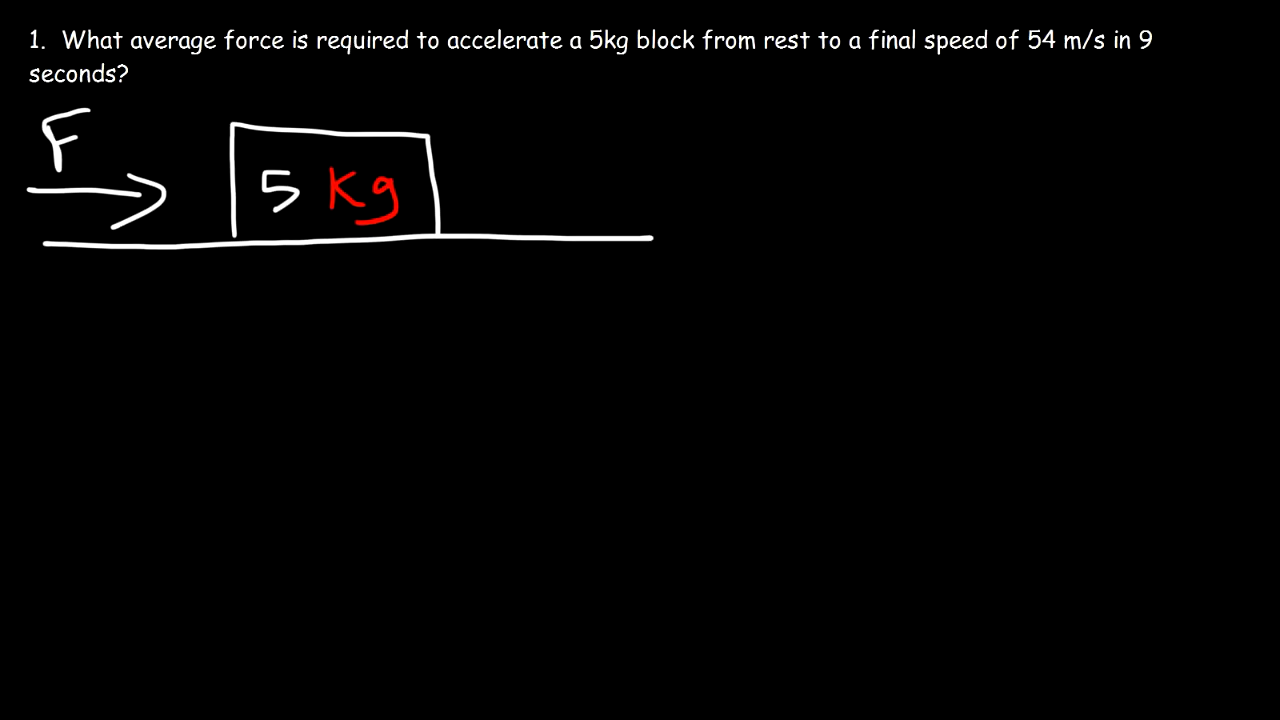 1. What average force is required to accelerate a 5kg block from rest to a final speed of 54 m/s in 9
seconds?
F
5 Kg